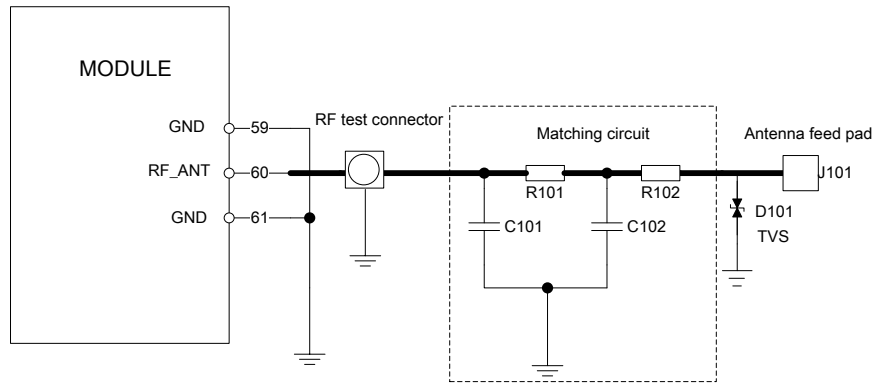 MODULE
GND
59
RF_ANT
60
GND
61
RF test connector
Matching circuit
R101
R102
C101
C102
Antenna feed pad
J101
D101
TVS